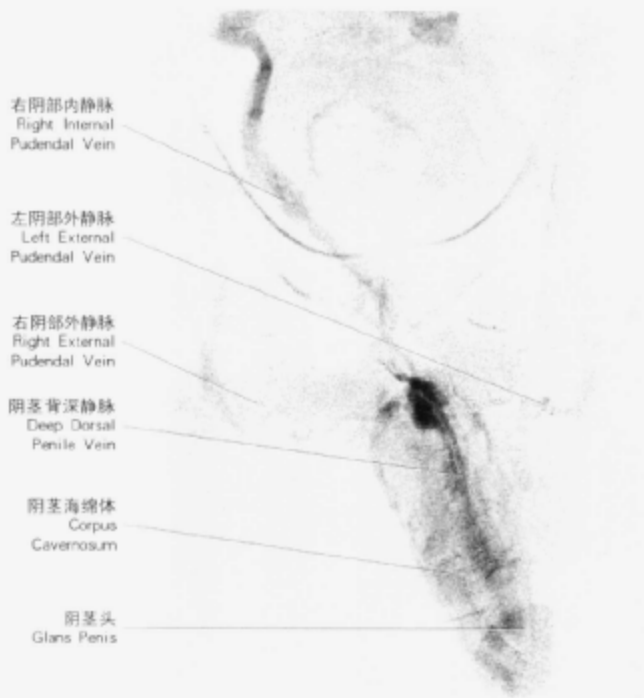 右阴部内静脉
Right Internal
Pudendal Vein
左阴部外静脉
Left External
Pudendal Vein
右阴部外静脉
Right External
Pudendal Vein
阴茎背深静脉
Deep Dorsal
Penile Vein
阴茎海绵体
Corpus
Cavernosum
阴茎头
Glans Penis